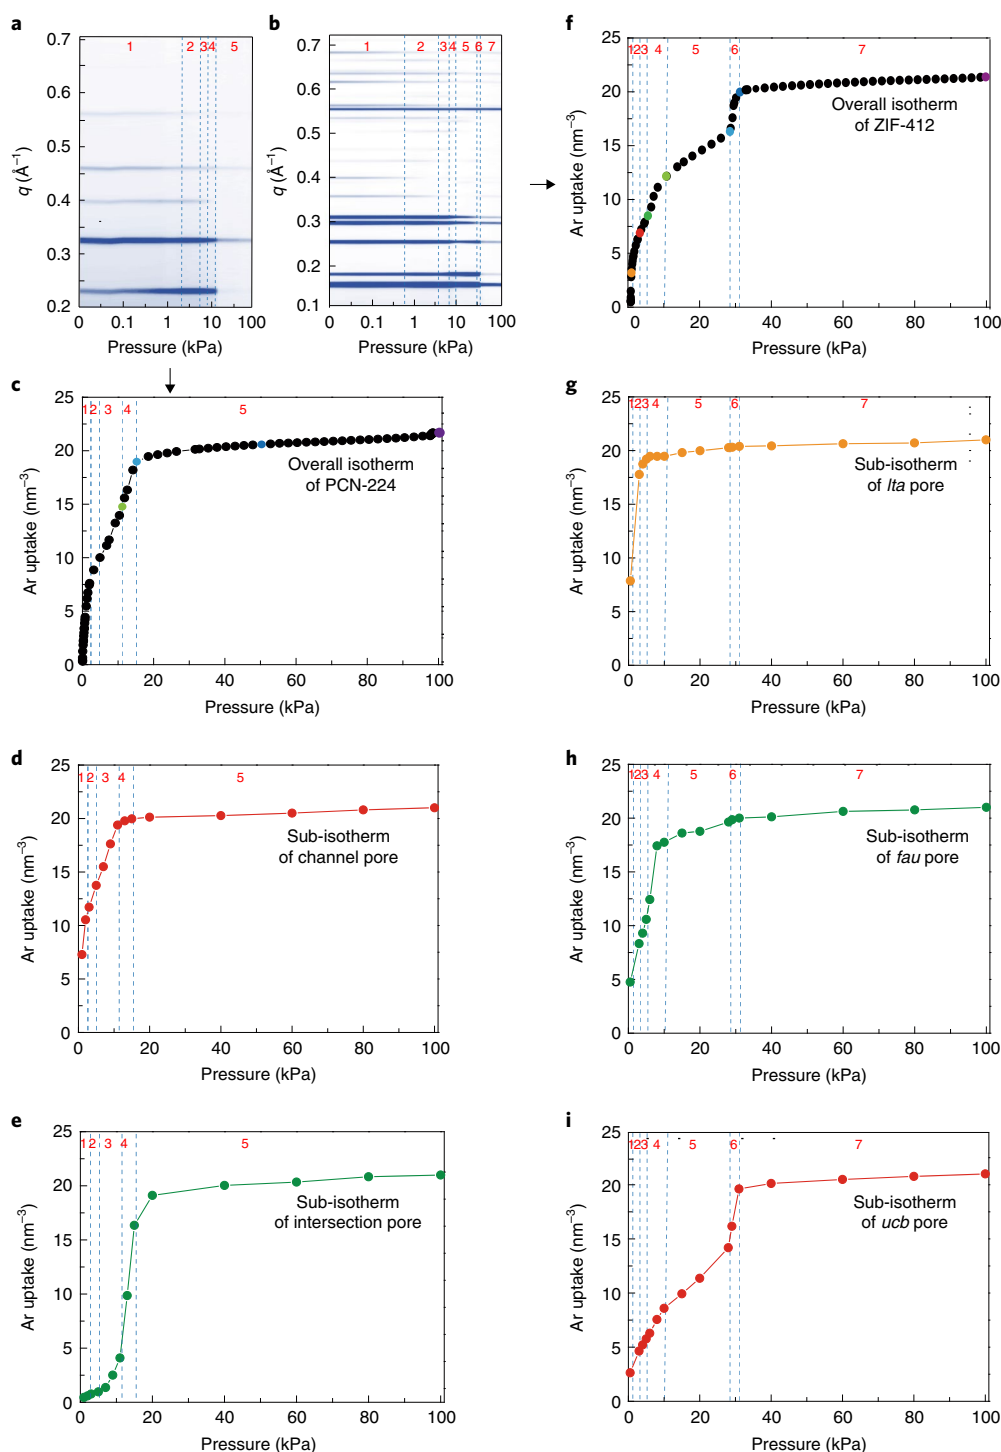 a
1 2 3 4 5
0.7
0.6
0.5
0.4
0.3
0.2
q (Å⁻¹)
0 0.1 1 10 100
Pressure (kPa)
b
1 2 3 4 5 6 7
0.7
0.6
0.5
0.4
0.3
0.2
0.1
q (Å⁻¹)
0 0.1 1 10 100
Pressure (kPa)
f
1 2 3 4 5 6 7
25
20
15
10
5
0
Ar uptake (nm⁻³)
Overall isotherm
of ZIF-412
0 20 40 60 80 100
Pressure (kPa)
c
1 2 3 4 5
25
20
15
10
5
0
Ar uptake (nm⁻³)
Overall isotherm
of PCN-224
0 20 40 60 80 100
Pressure (kPa)
g
1 2 3 4 5 6 7
25
20
15
10
5
0
Ar uptake (nm⁻³)
Sub-isotherm
of lta pore
0 20 40 60 80 100
Pressure (kPa)
d
1 2 3 4 5
25
20
15
10
5
0
Ar uptake (nm⁻³)
Sub-isotherm
of channel pore
0 20 40 60 80 100
Pressure (kPa)
h
1 2 3 4 5 6 7
25
20
15
10
5
0
Ar uptake (nm⁻³)
Sub-isotherm
of fau pore
0 20 40 60 80 100
Pressure (kPa)
e
1 2 3 4 5
25
20
15
10
5
0
Ar uptake (nm⁻³)
Sub-isotherm
of intersection pore
0 20 40 60 80 100
Pressure (kPa)
i
1 2 3 4 5 6 7
25
20
15
10
5
0
Ar uptake (nm⁻³)
Sub-isotherm
of ucb pore
0 20 40 60 80 100
Pressure (kPa)